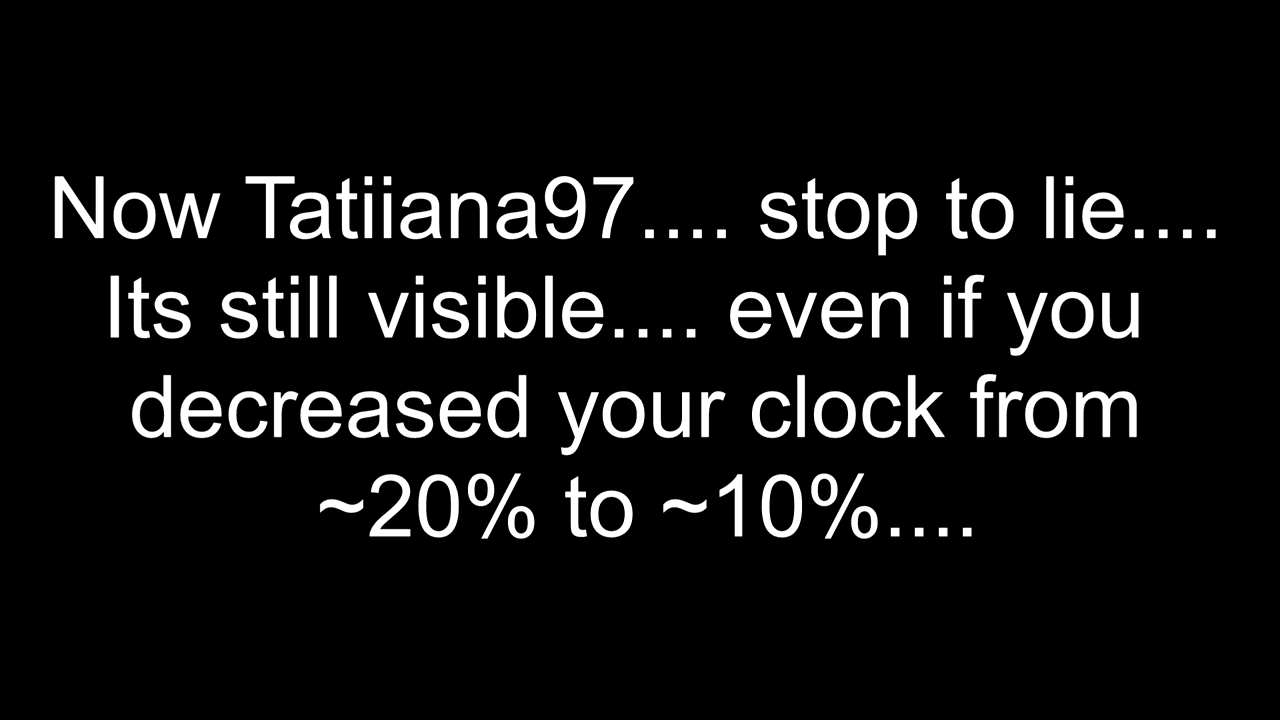 Now Tatiiana97.... stop to lie....
Its still visible.... even if you
decreased your clock from
~20% to ~10%....